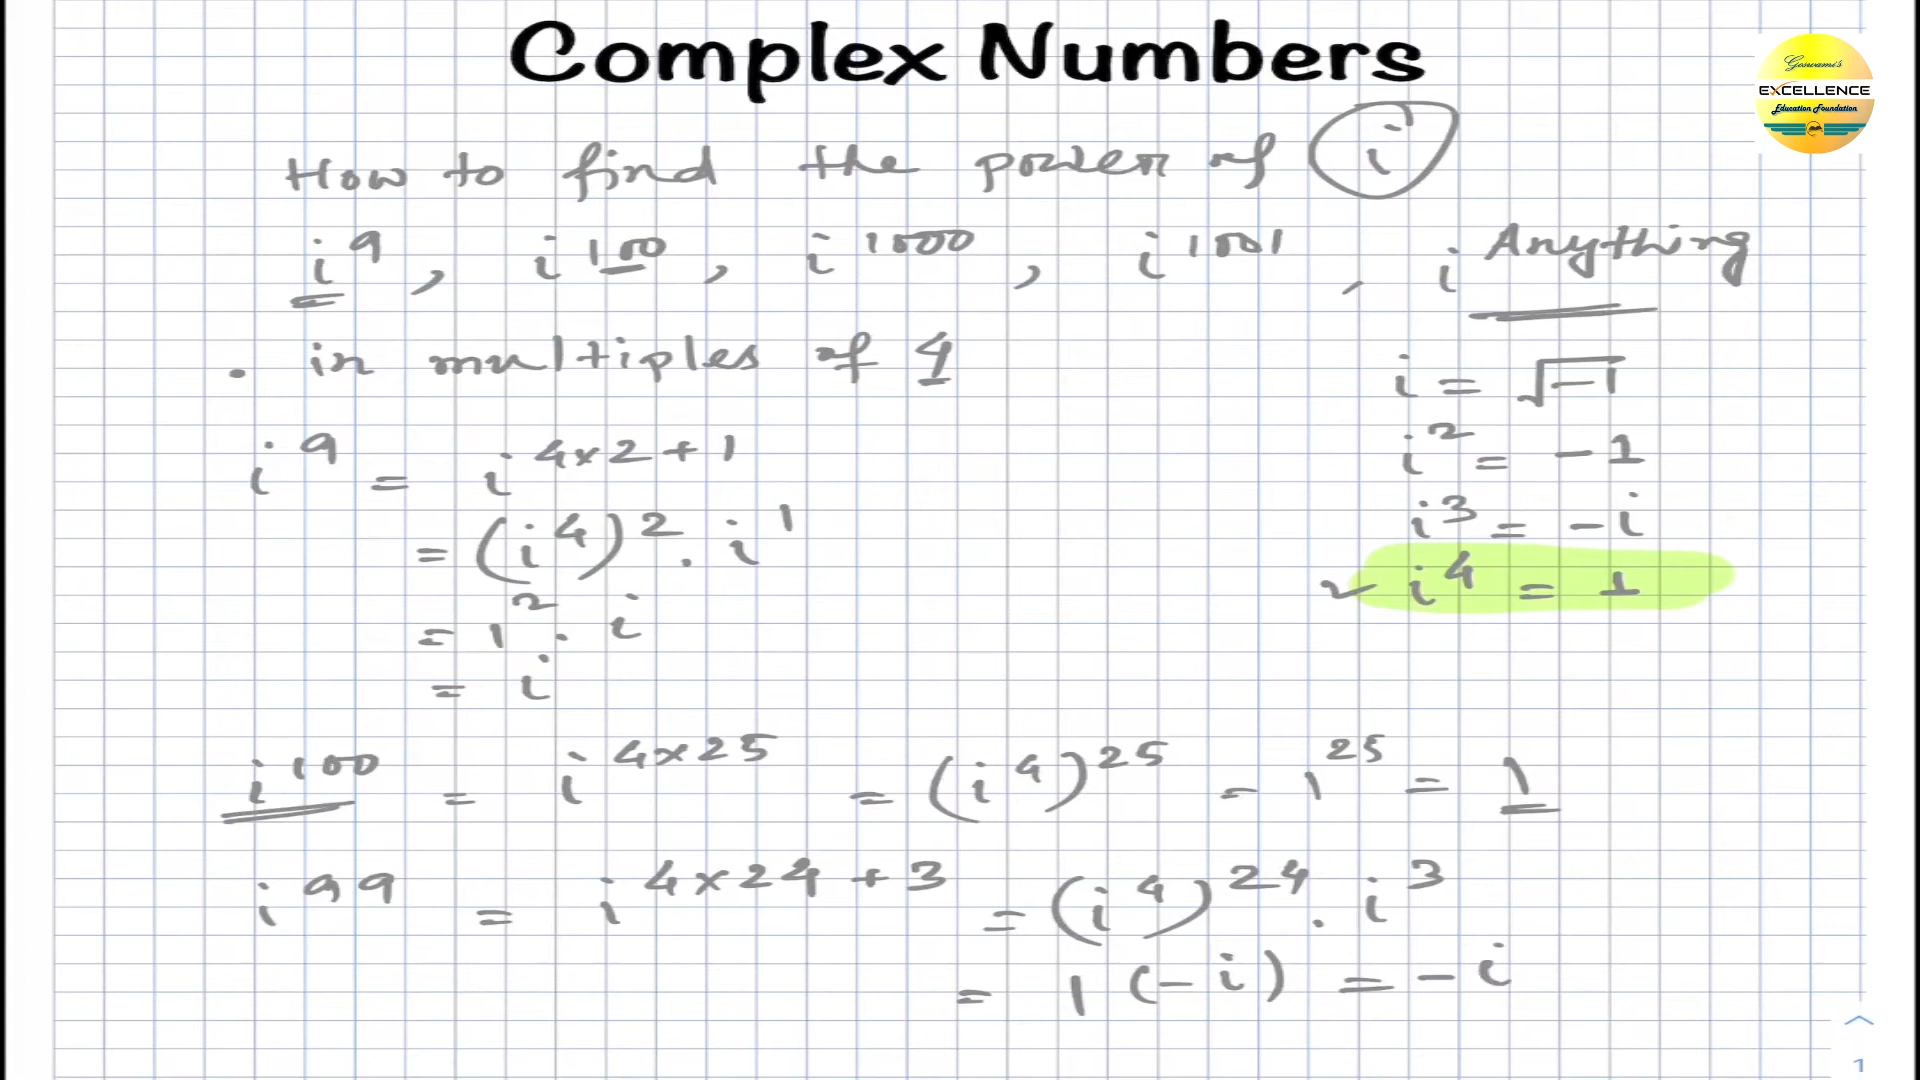 Complex Numbers
Goswami's
EXCELLENCE
Education Foundation
How to find the power of i
i^9, i^100, i^1000, i^1001, i^Anything
. in multiples of 4
i = √-1
i^2 = -1
i^3 = -i
✓ i^4 = 1
i^9 = i^4×2+1
= (i^4)^2 . i^1
= 1^2 . i
= i
i^100 = i^4×25 = (i^4)^25 - 1^25 = 1
i^99 = i^4×24+3 = (i^4)^24 . i^3
= 1 (-i) = -i
1